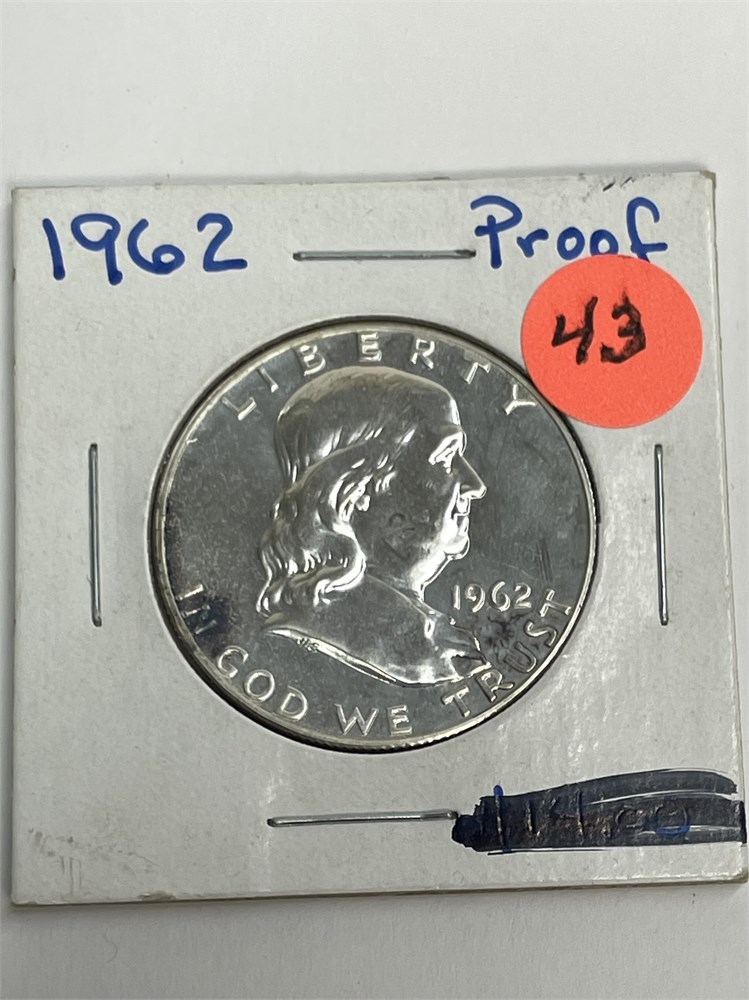 1962
Proof
43
LIBERTY
1962
IN GOD WE TRUST